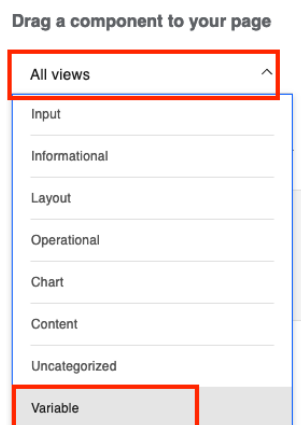 Drag a component to your page
All views
Input
Informational
Layout
Operational
Chart
Content
Uncategorized
Variable